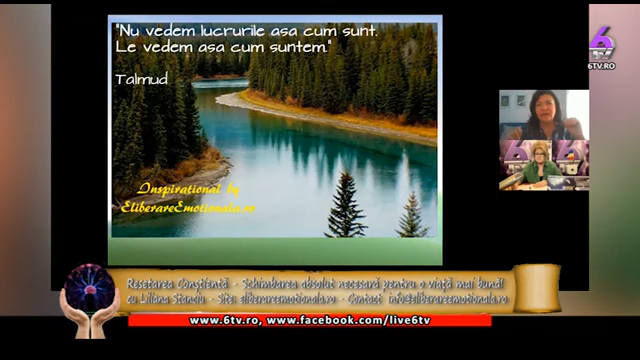 "Nu vedem lucrurile asa cum sunt.
Le vedem asa cum suntem."
Talmud
Inspirational by
EliberareEmotionala.ro
6
6TV.RO
Resetarea Conştientă - Schimbarea absolut necesară pentru o viaţă mai bună!
cu Liliana Stanciu - Site: eliberareemotionala.ro - Contact info@eliberareemotionala.ro
www.6tv.ro, www.facebook.com/live6tv